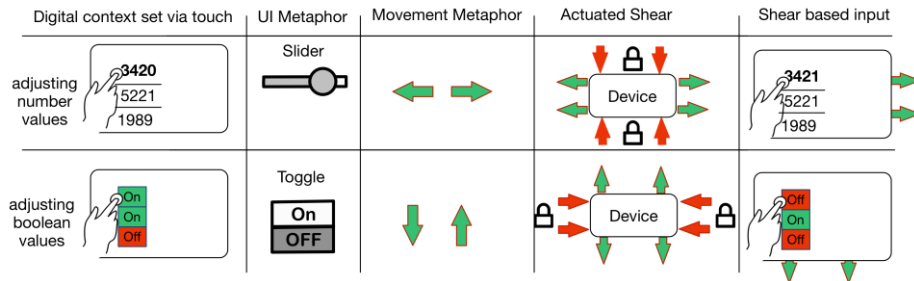 Digital context set via touch
UI Metaphor
Movement Metaphor
Actuated Shear
Shear based input
adjusting
number
values
3420
5221
1989
Slider
Device
3421
5221
1989
adjusting
boolean
values
On
On
Off
Toggle
On
OFF
Device
Off
On
Off